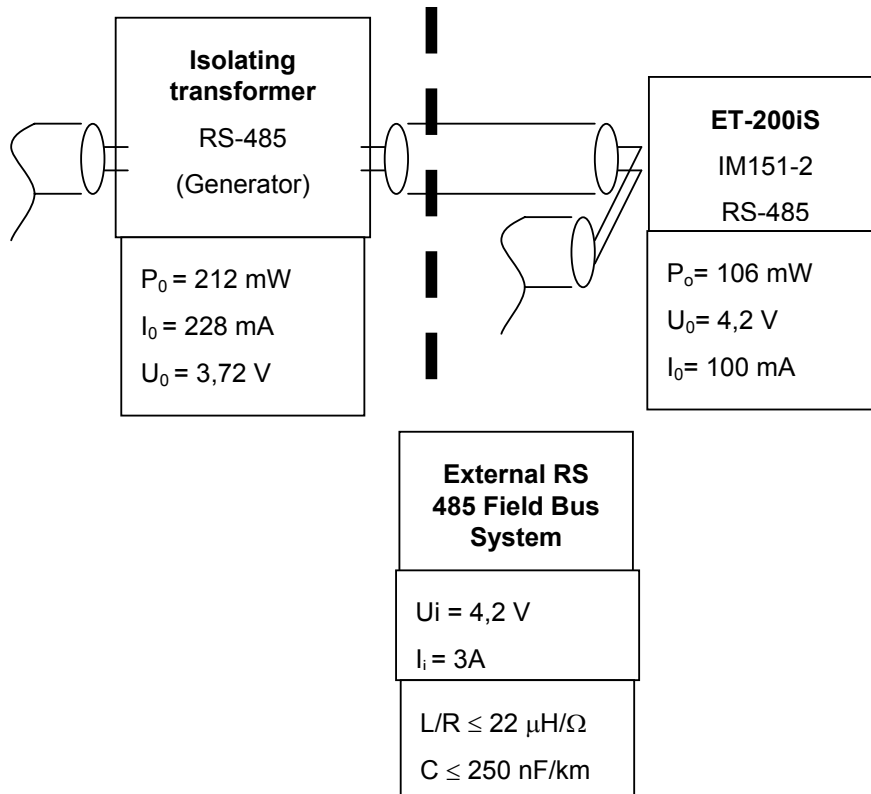 Isolating
transformer
RS-485
(Generator)
P₀ = 212 mW
I₀ = 228 mA
U₀ = 3,72 V
ET-200iS
IM151-2
RS-485
Pₒ= 106 mW
U₀= 4,2 V
I₀= 100 mA
External RS
485 Field Bus
System
Ui = 4,2 V
Iᵢ = 3A
L/R ≤ 22 μH/Ω
C ≤ 250 nF/km